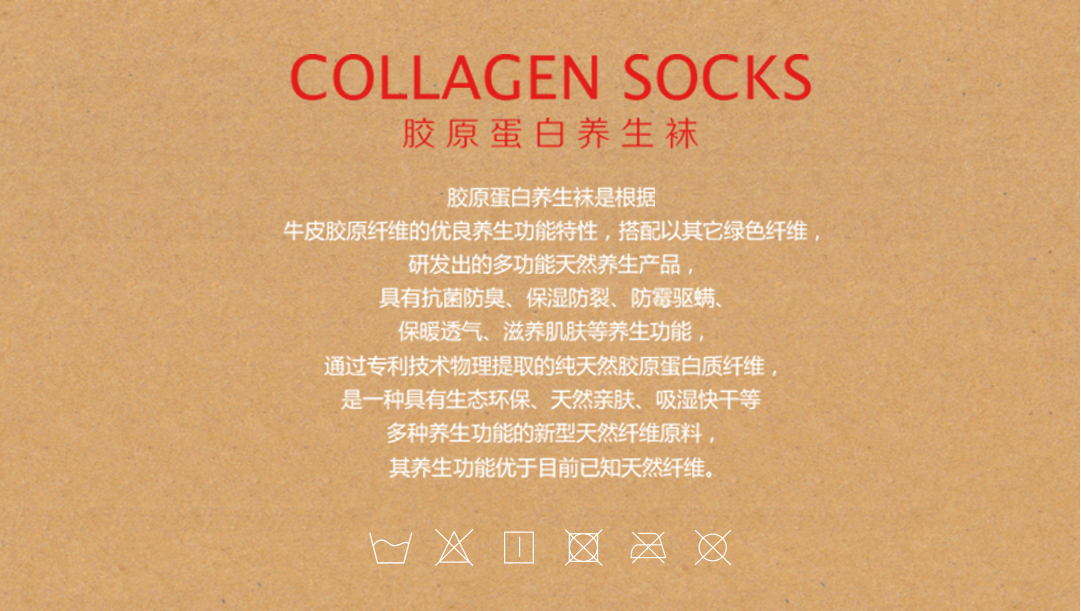 COLLAGEN SOCKS
胶原蛋白养生袜
胶原蛋白养生袜是根据
牛皮胶原纤维的优良养生功能特性，搭配以其它绿色纤维，
研发出的多功能天然养生产品，
具有抗菌防臭、保湿防裂、防霉驱螨、
保暖透气、滋养肌肤等养生功能，
通过专利技术物理提取的纯天然胶原蛋白质纤维，
是一种具有生态环保、天然亲肤、吸湿快干等
多种养生功能的新型天然纤维原料，
其养生功能优于目前已知天然纤维。